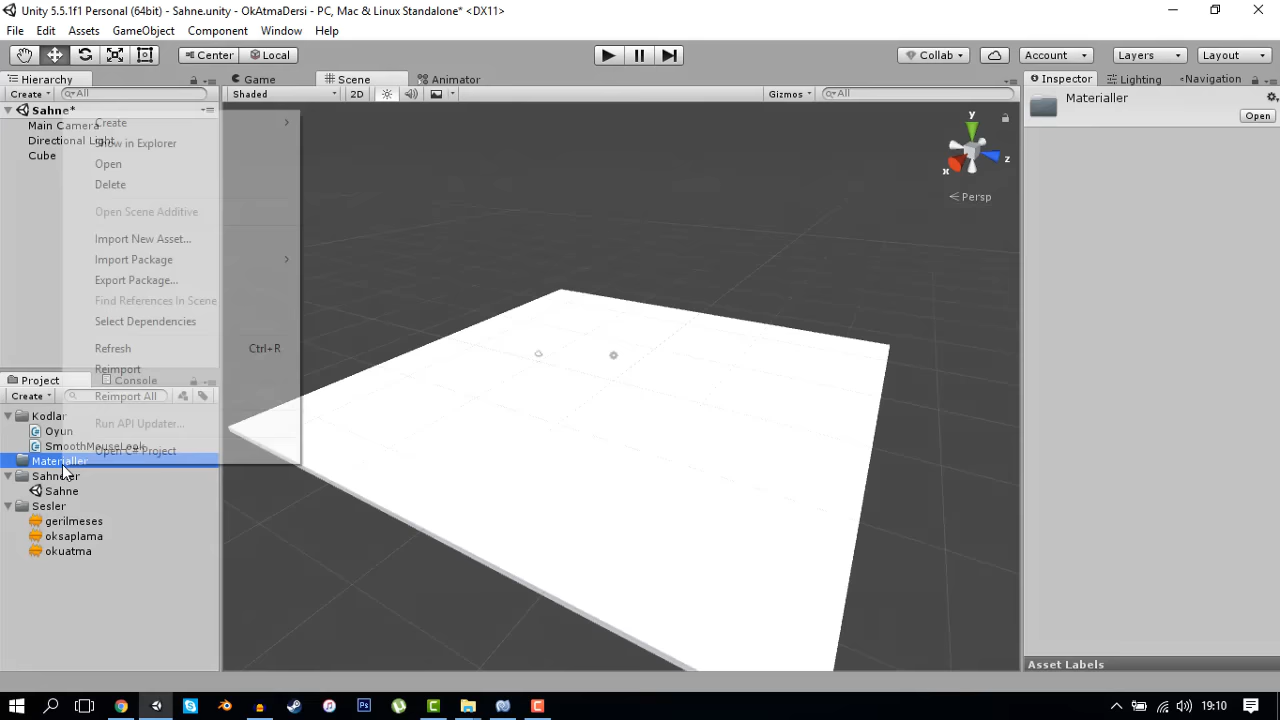 Unity 5.5.1f1 Personal (64bit) - Sahne.unity - OkAtmaDersi - PC, Mac & Linux Standalone* <DX11>
File Edit Assets GameObject Component Window Help
Center Local Collab Account Layers Layout
Hierarchy Game Scene Animator Inspector Lighting Navigation
Create All Shaded 2D Gizmos All Materialler
Open
Sahne*
Main Camera
Directional Light
Cube
Create
Show in Explorer
Open
Delete
Open Scene Additive
Import New Asset...
Import Package
Export Package...
Find References In Scene
Select Dependencies
Refresh Ctrl+R
Reimport
Reimport All
Run API Updater...
Open C# Project
y
x
z
Persp
Project Console
Create
Kodlar
Oyun
SmoothMouseLook
Materialler
Sahneler
Sahne
Sesler
gerilmeses
oksaplama
okuatma
Asset Labels
19:10